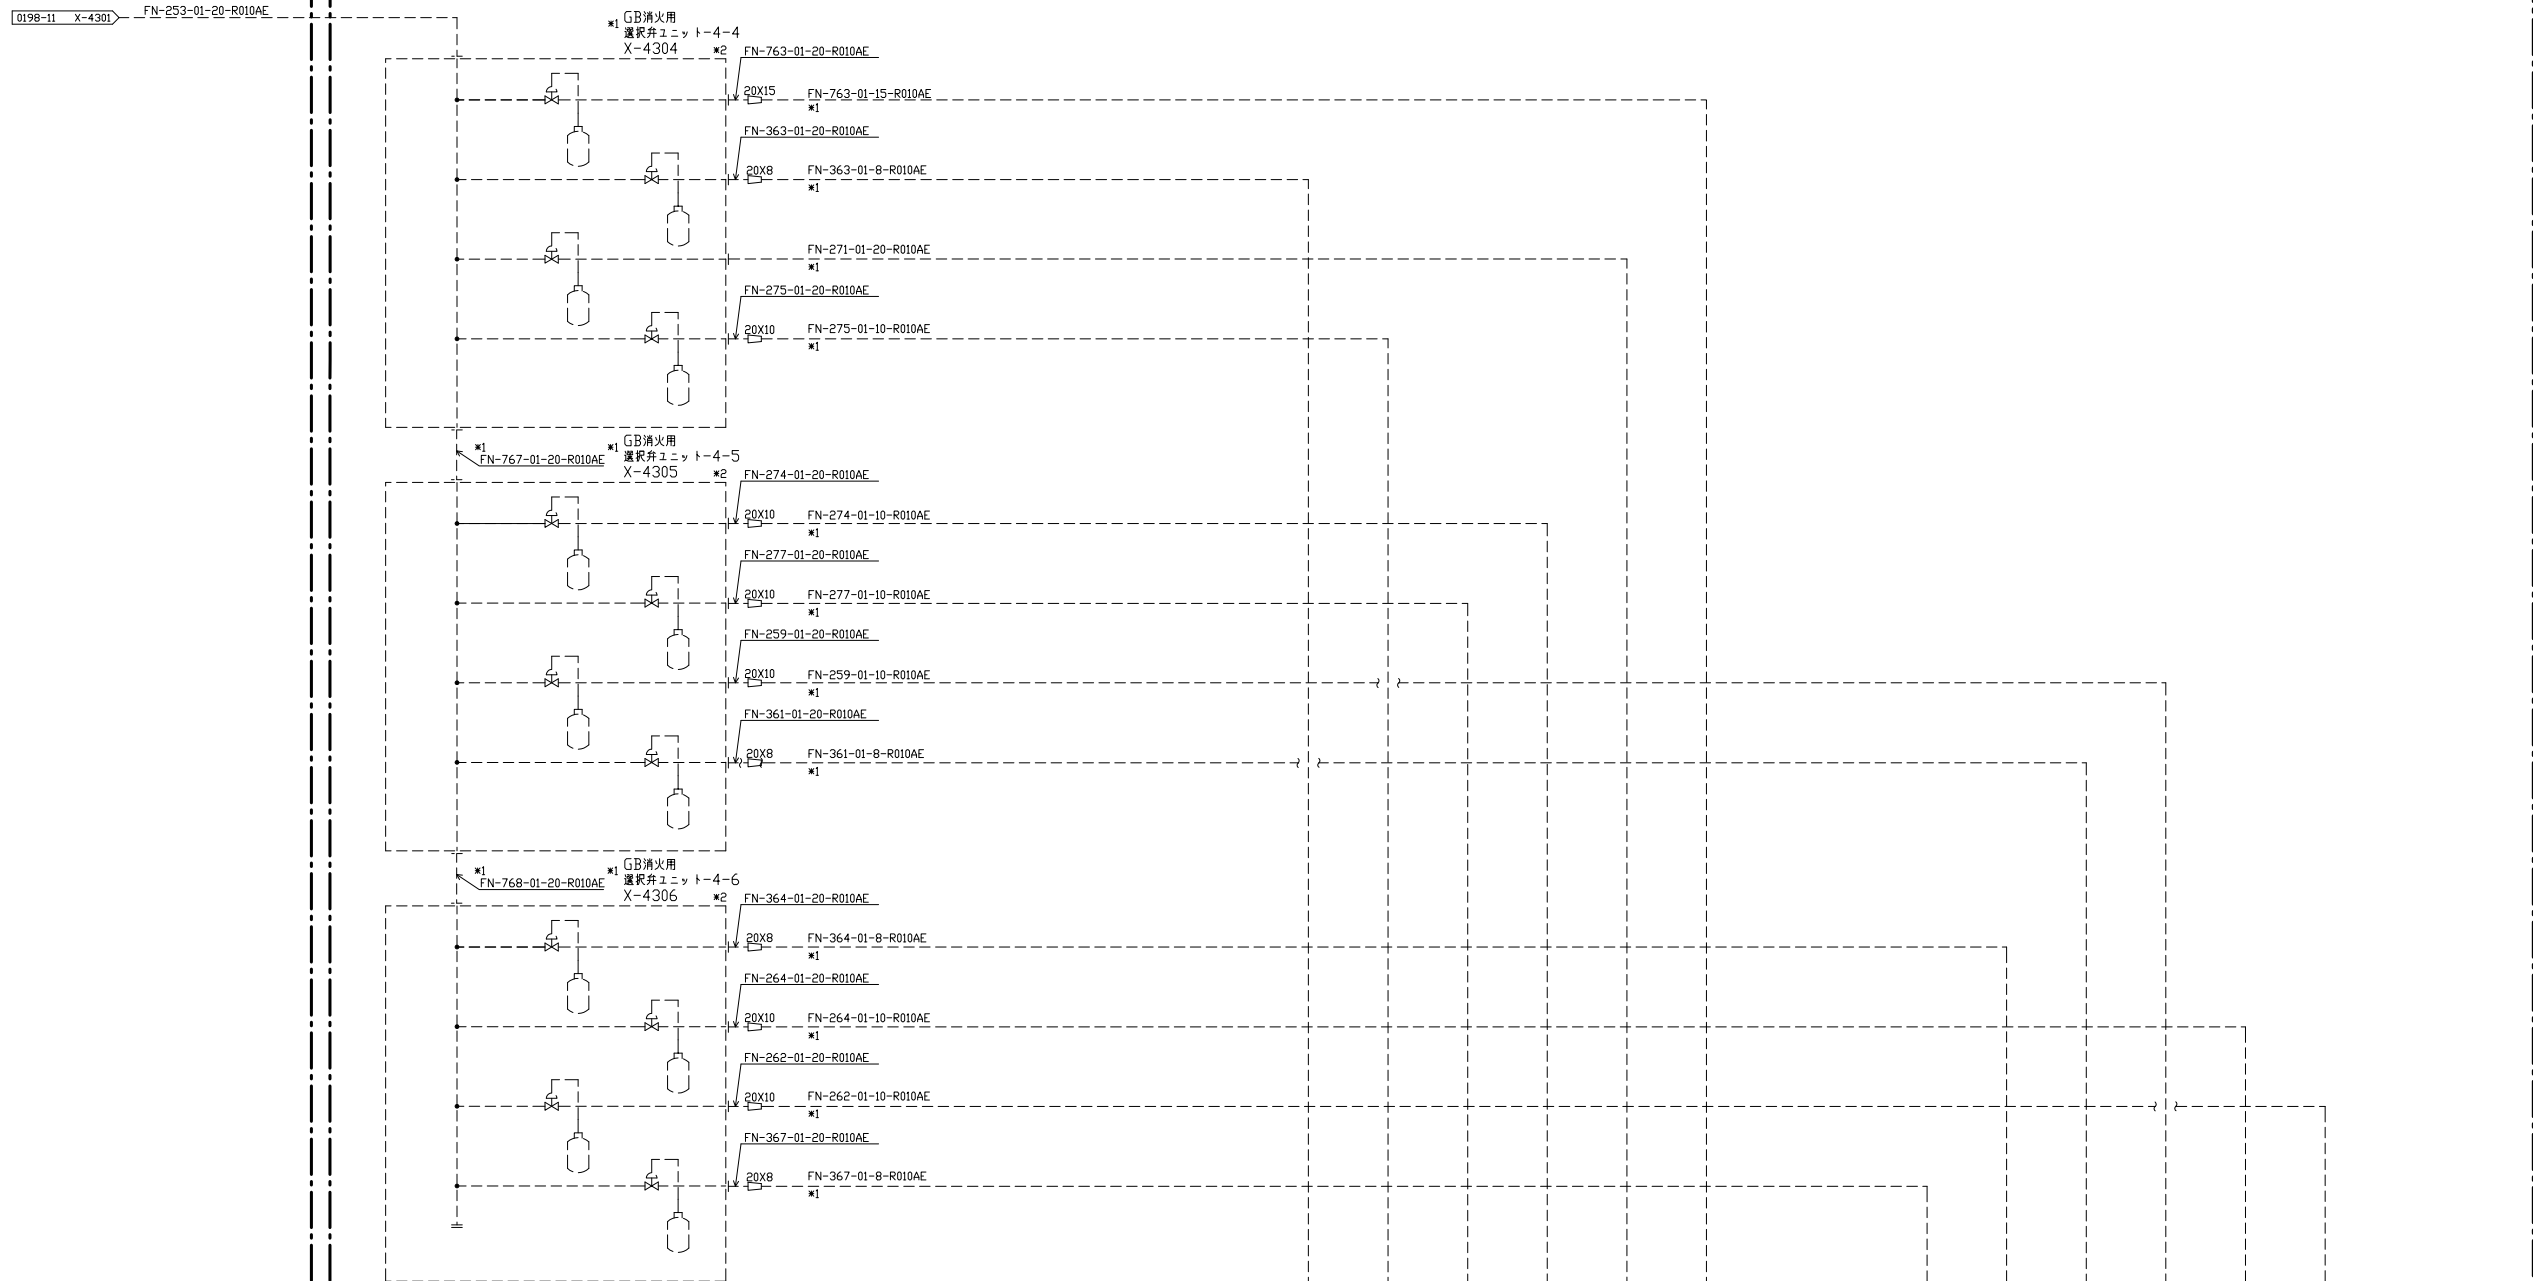 0198-11 X-4301
FN-253-01-20-R010AE
*1 GB消火用
選択弁ユニット-4-4
X-4304 *2
FN-763-01-20-R010AE
20X15 FN-763-01-15-R010AE
*1
FN-363-01-20-R010AE
20X8 FN-363-01-8-R010AE
*1
FN-271-01-20-R010AE
*1
FN-275-01-20-R010AE
20X10 FN-275-01-10-R010AE
*1
*1
FN-767-01-20-R010AE
*1 GB消火用
選択弁ユニット-4-5
X-4305 *2
FN-274-01-20-R010AE
20X10 FN-274-01-10-R010AE
*1
FN-277-01-20-R010AE
20X10 FN-277-01-10-R010AE
*1
FN-259-01-20-R010AE
20X10 FN-259-01-10-R010AE
*1
FN-361-01-20-R010AE
20X8 FN-361-01-8-R010AE
*1
*1
FN-768-01-20-R010AE
*1 GB消火用
選択弁ユニット-4-6
X-4306 *2
FN-364-01-20-R010AE
20X8 FN-364-01-8-R010AE
*1
FN-264-01-20-R010AE
20X10 FN-264-01-10-R010AE
*1
FN-262-01-20-R010AE
20X10 FN-262-01-10-R010AE
*1
FN-367-01-20-R010AE
20X8 FN-367-01-8-R010AE
*1